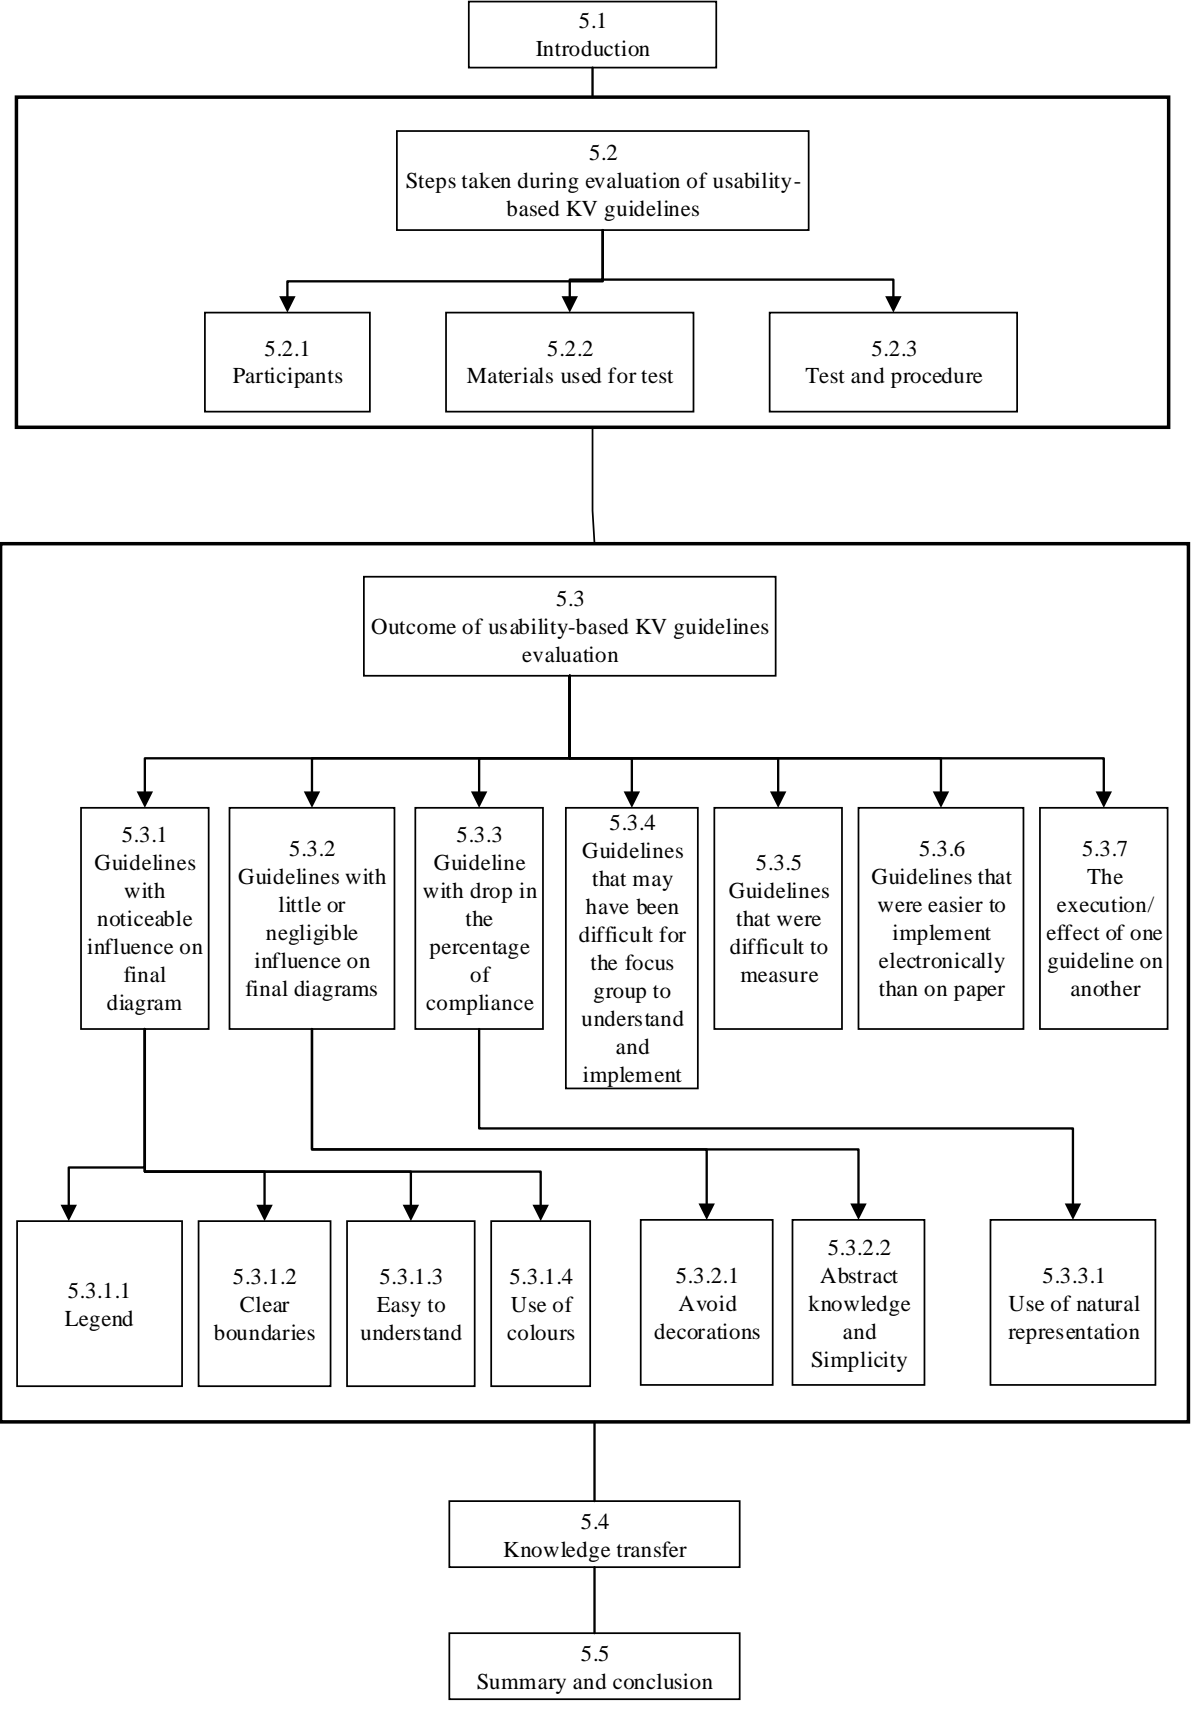 5.1
Introduction
5.2
Steps taken during evaluation of usability-
based KV guidelines
5.2.1
Participants
5.2.2
Materials used for test
5.2.3
Test and procedure
5.3
Outcome of usability-based KV guidelines
evaluation
5.3.1
Guidelines
with
noticeable
influence on
final
diagram
5.3.2
Guidelines with
little or
negligible
influence on
final diagrams
5.3.3
Guideline
with drop in
the
percentage
of
compliance
5.3.4
Guidelines
that may
have been
difficult for
the focus
group to
understand
and
implement
5.3.5
Guidelines
that were
difficult to
measure
5.3.6
Guidelines that
were easier to
implement
electronically
than on paper
5.3.7
The
execution/
effect of one
guideline on
another
5.3.1.1
Legend
5.3.1.2
Clear
boundaries
5.3.1.3
Easy to
understand
5.3.1.4
Use of
colours
5.3.2.1
Avoid
decorations
5.3.2.2
Abstract
knowledge
and
Simplicity
5.3.3.1
Use of natural
representation
5.4
Knowledge transfer
5.5
Summary and conclusion